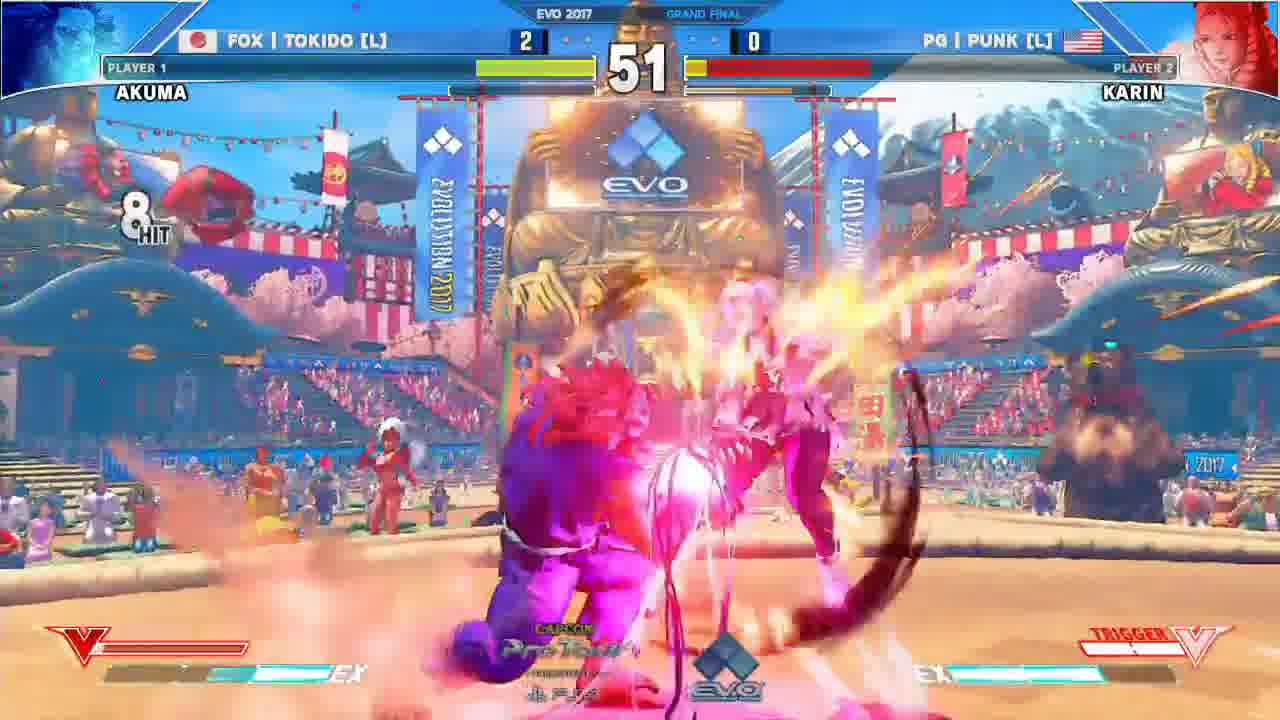 EVO 2017 GRAND FINAL
FOX | TOKIDO [L] 2 0 PG | PUNK [L]
PLAYER 1 51 PLAYER 2
AKUMA KARIN
EVO
EVOLUTION 2017
8 HIT
2017
TRIGGER
EX EX
CAPCOM
Pro Tour
EVO